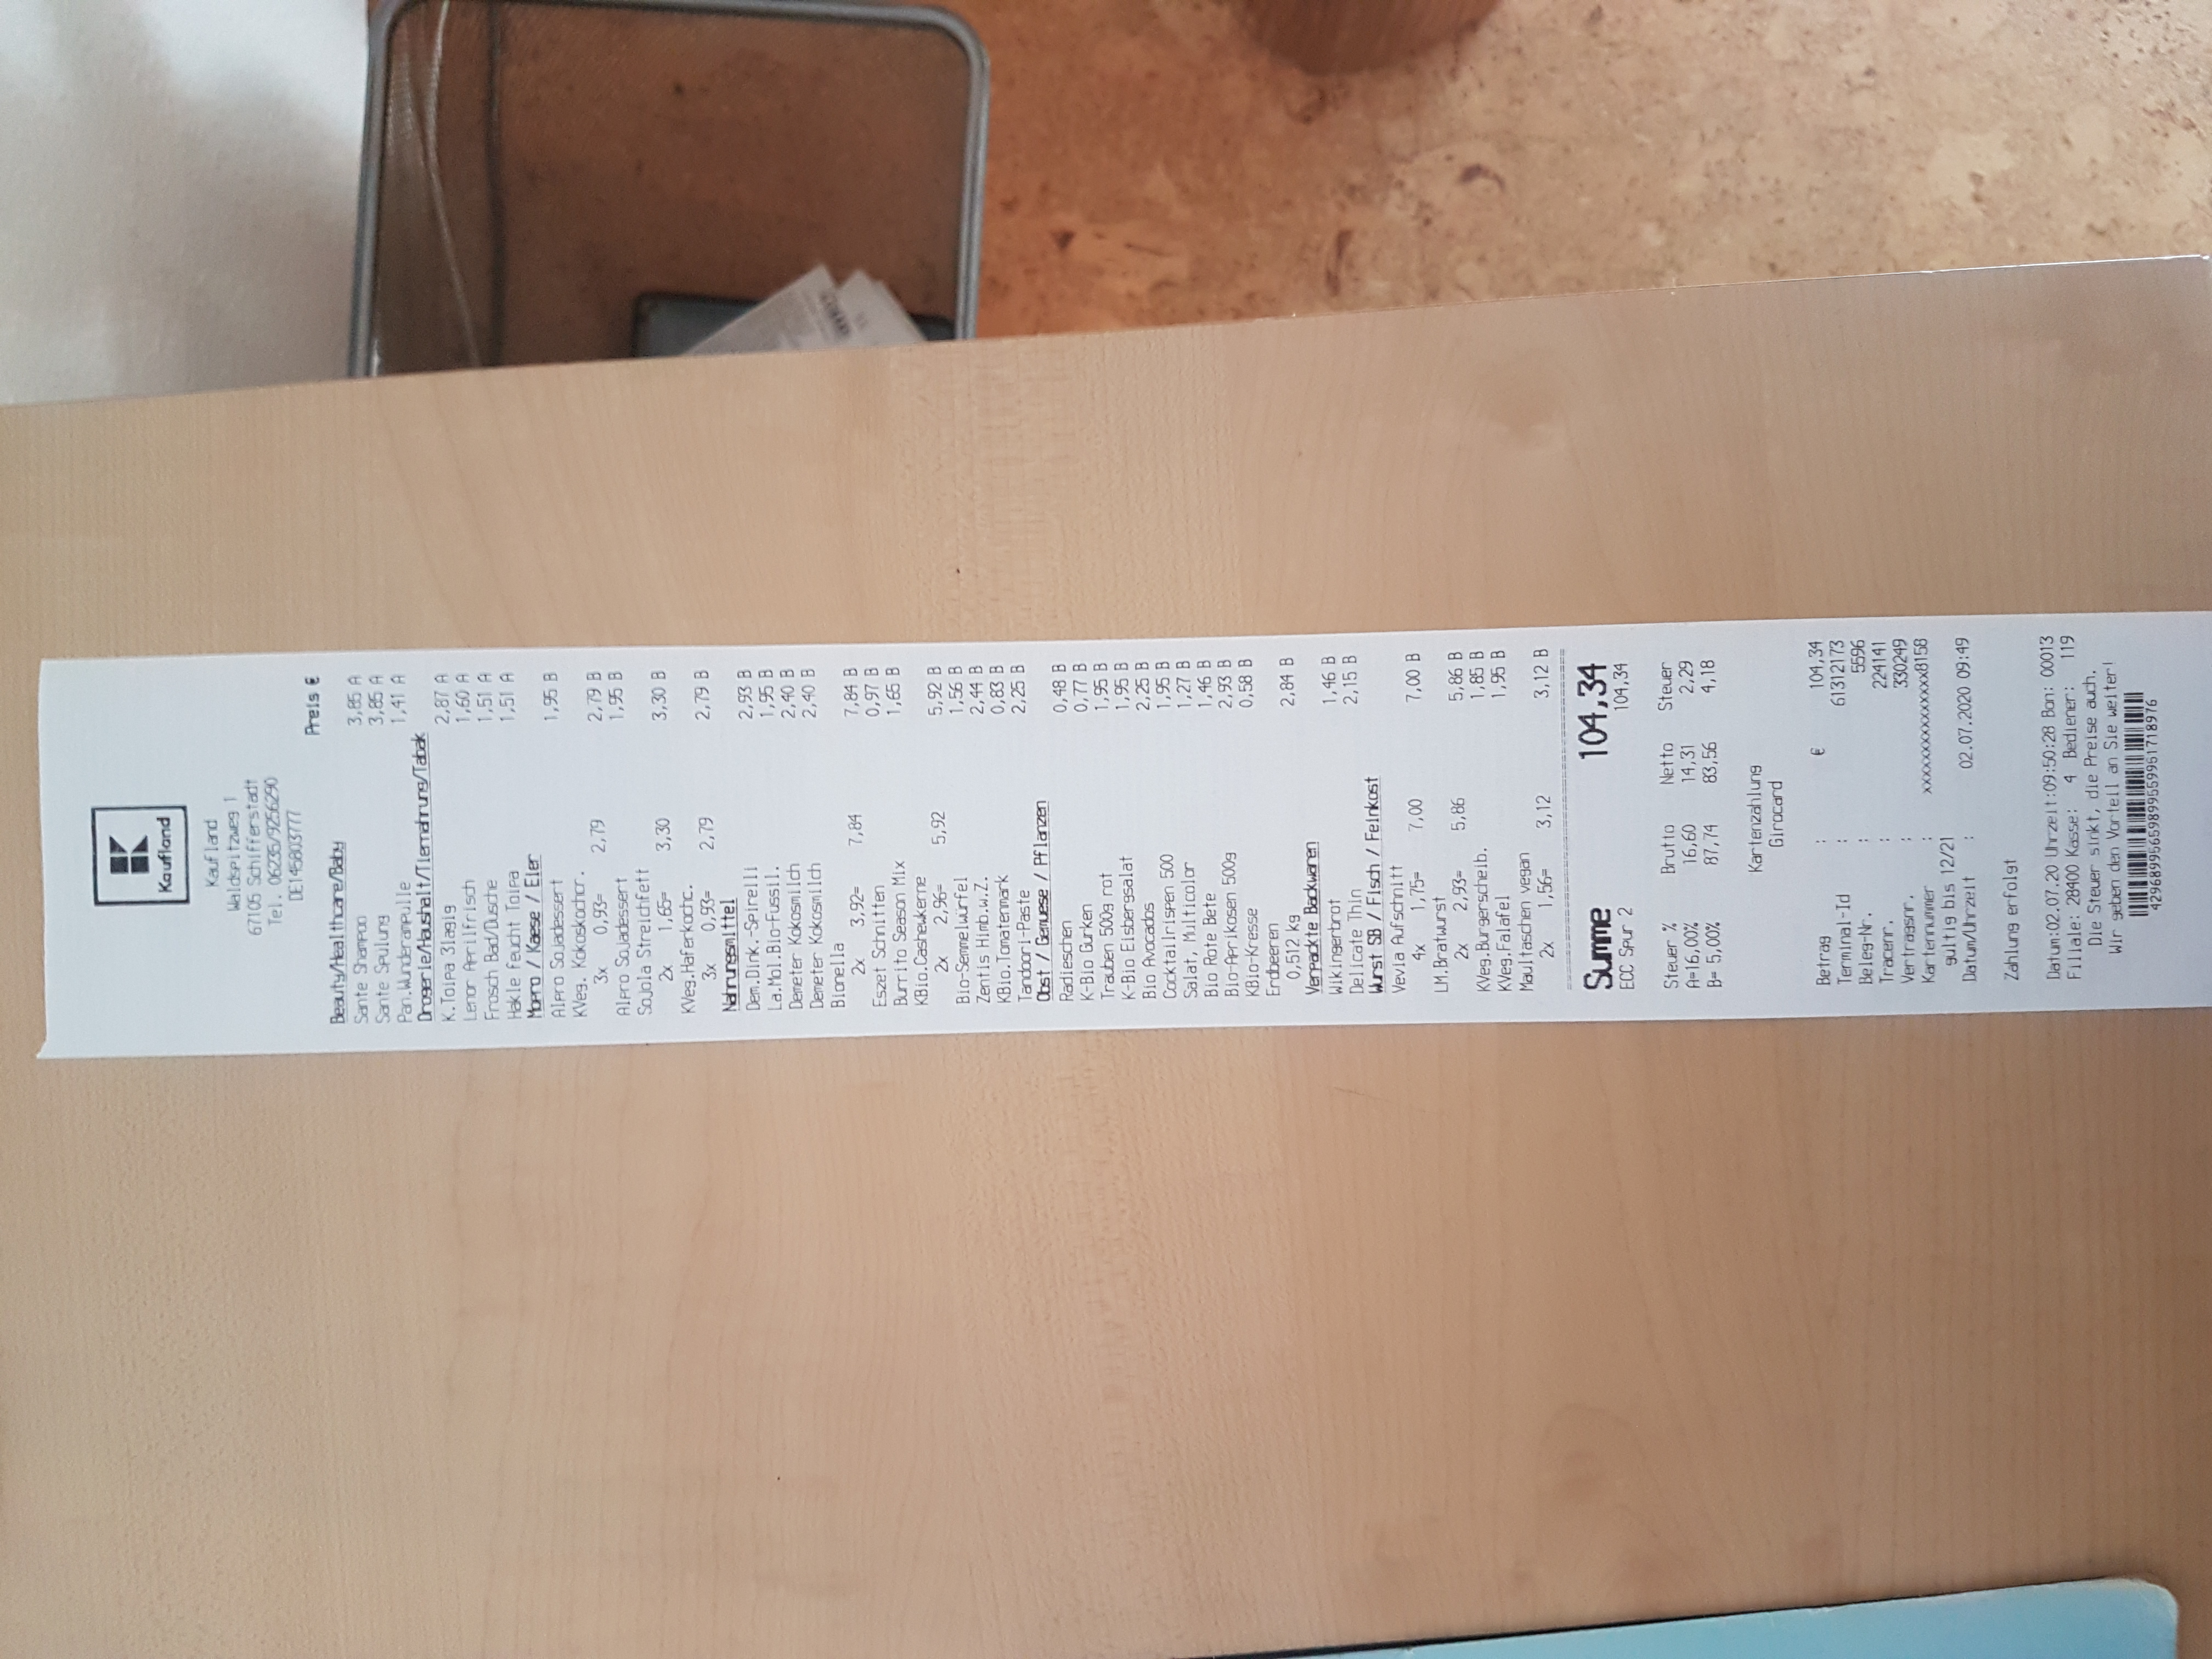 Kaufland
Kaufland
Waldspitzweg 1
67105 Schifferstadt
Tel. 06235/9256290
DE145803777
Preis €
Beauty/Healthcare/Baby
Sante Shampoo 3,85 A
Sante Spülung 3,85 A
Pan.Wunderampulle 1,41 A
Drogerie/Haushalt/Tiernahrung/Tabak
K.Toipa 3lagig 2,87 A
Lenor Aprilfrisch 1,60 A
Frosch Bad/Dusche 1,51 A
Hakle feucht Toipa 1,51 A
Mopro / Kaese / Eier
Alpro Sojadessert 1,95 B
KVeg. Kokoskochcr.
3x 0,93= 2,79 2,79 B
Alpro Sojadessert 1,95 B
Sojola Streichfett
2x 1,65= 3,30 3,30 B
KVeg.Haferkochc.
3x 0,93= 2,79 2,79 B
Nahrungsmittel
Dem.Dink.-Spirelli 2,93 B
La.Mol.Bio-Fussil. 1,95 B
Demeter Kokosmilch 2,40 B
Demeter Kokosmilch 2,40 B
Bionella
2x 3,92= 7,84 7,84 B
Eszet Schnitten 0,97 B
Burrito Season Mix 1,65 B
KBio.Cashewkerne
2x 2,96= 5,92 5,92 B
Bio-Semmelwürfel 1,56 B
Zentis Himb.w.Z. 2,44 B
KBio.Tomatenmark 0,83 B
Tandoori-Paste 2,25 B
Obst / Gemuese / Pflanzen
Radieschen 0,48 B
K-Bio Gurken 0,77 B
Trauben 500g rot 1,95 B
K-Bio Eisbergsalat 1,95 B
Bio Avocados 2,25 B
Cocktailrispen 500 1,95 B
Salat, Multicolor 1,27 B
Bio Rote Bete 1,46 B
Bio-Aprikosen 500g 2,93 B
KBio-Kresse 0,58 B
Erdbeeren
0,512 kg 2,84 B
Verpackte Backwaren
Wikingerbrot 1,46 B
Delicate Thin 2,15 B
Wurst SB / Fisch / Feinkost
Vevia Aufschnitt
4x 1,75= 7,00 7,00 B
LM.Bratwurst
2x 2,93= 5,86 5,86 B
KVeg.Burgerscheib. 1,85 B
KVeg.Falafel 1,95 B
Maultaschen vegan
2x 1,56= 3,12 3,12 B
Summe 104,34
ECC Spur 2 104,34
Steuer % Brutto Netto Steuer
A=16,00% 16,60 14,31 2,29
B= 5,00% 87,74 83,56 4,18
Kartenzahlung
Girocard
Betrag : € 104,34
Terminal-Id : 61312173
Beleg-Nr. : 5596
Tracenr. : 224141
Vertragsnr. : 330249
Kartennummer : xxxxxxxxxxxxxxx8158
gültig bis 12/21
Datum/Uhrzeit : 02.07.2020 09:49
Zahlung erfolgt
Datum:02.07.20 Uhrzeit:09:50:28 Bon: 00013
Filiale: 28400 Kasse: 4 Bediener: 119
Die Steuer sinkt, die Preise auch.
Wir geben den Vorteil an Sie weiter!
4296899565989955995​1718976